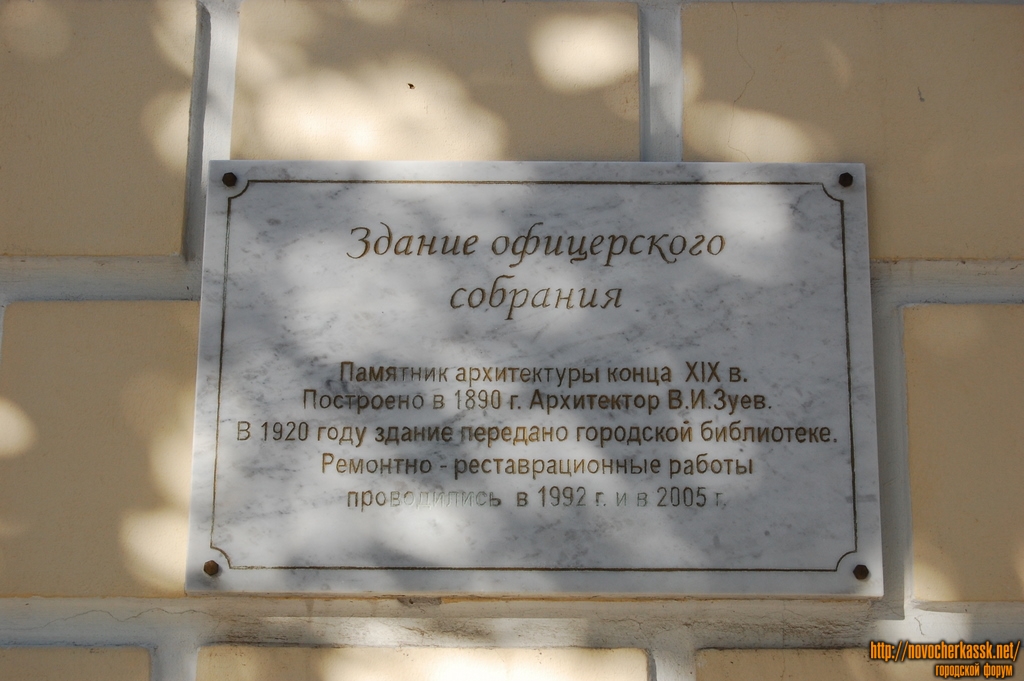 Здание офицерского
собрания
Памятник архитектуры конца XIX в.
Построено в 1890 г. Архитектор В.И.Зуев.
В 1920 году здание передано городской библиотеке.
Ремонтно - реставрационные работы
проводились в 1992 г. и в 2005 г.
http://novocherkassk.net/
городской форум